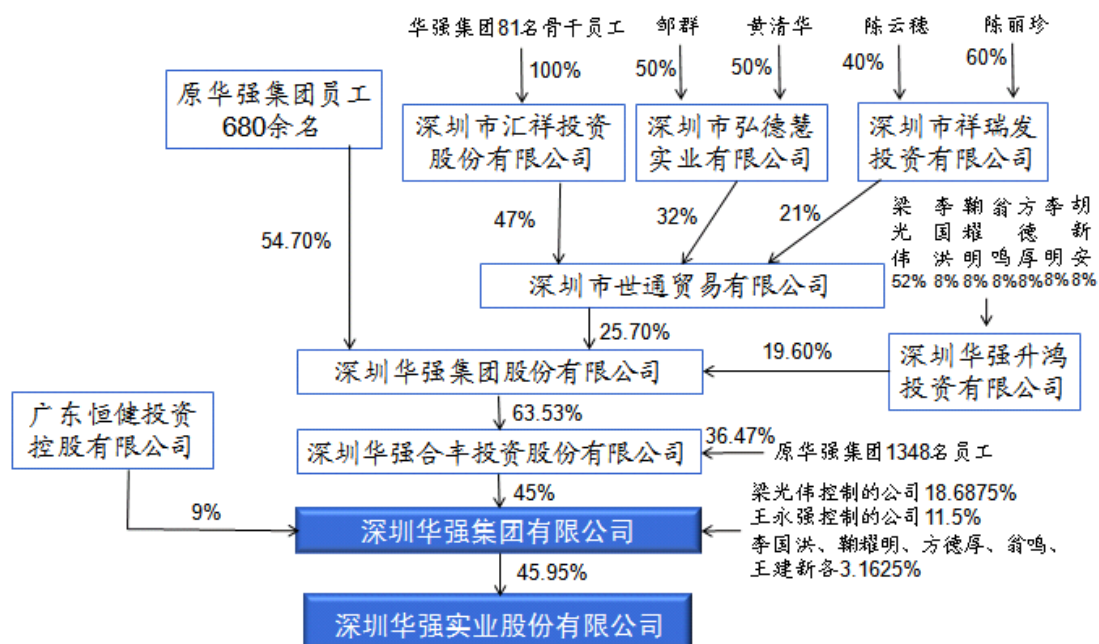 华强集团81名骨干员工
邹群
黄清华
陈云穗
陈丽珍
100%
50%
50%
40%
60%
原华强集团员工
680余名
深圳市汇祥投资
股份有限公司
深圳市弘德慧
实业有限公司
深圳市祥瑞发
投资有限公司
47%
32%
21%
54.70%
梁光伟
李国洪
鞠耀明
翁鸣
方德厚
李明
胡新安
52%
8%
8%
8%
8%
8%
8%
深圳市世通贸易有限公司
25.70%
深圳华强集团股份有限公司
19.60%
深圳华强升鸿
投资有限公司
广东恒健投资
控股有限公司
63.53%
深圳华强合丰投资股份有限公司
36.47%
原华强集团1348名员工
45%
9%
深圳华强集团有限公司
梁光伟控制的公司18.6875%
王永强控制的公司11.5%
李国洪、鞠耀明、方德厚、翁鸣、
王建新各3.1625%
45.95%
深圳华强实业股份有限公司